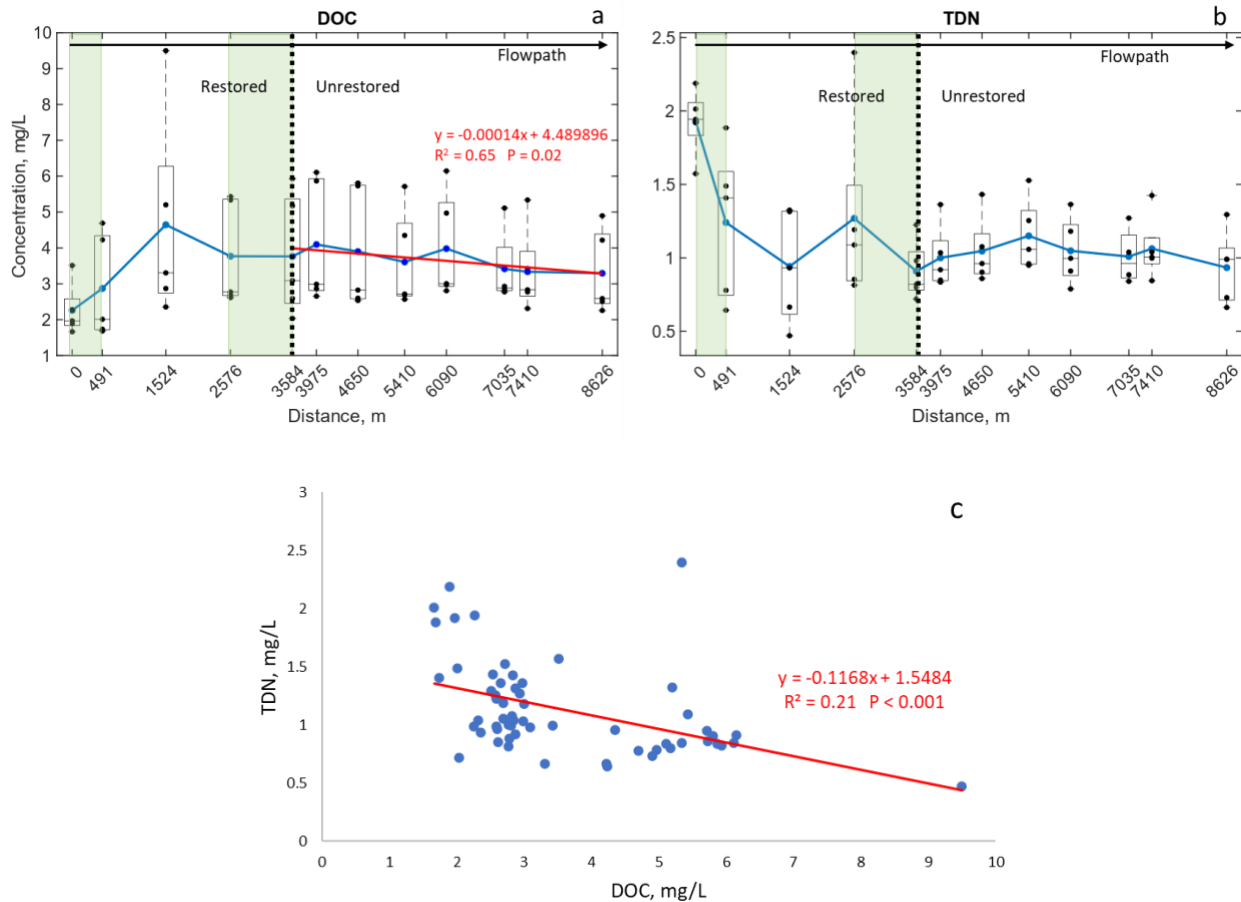 DOC
a
10
9
8
7
6
5
4
3
2
1
Concentration, mg/L
Flowpath
Restored
Unrestored
y = -0.00014x + 4.489896
R² = 0.65 P = 0.02
0
491
1524
2576
3584
3975
4650
5410
6090
7035
7410
8626
Distance, m
TDN
b
2.5
2
1.5
1
0.5
Flowpath
Restored
Unrestored
0
491
1524
2576
3584
3975
4650
5410
6090
7035
7410
8626
Distance, m
c
3
2.5
2
1.5
1
0.5
0
TDN, mg/L
y = -0.1168x + 1.5484
R² = 0.21 P < 0.001
0 1 2 3 4 5 6 7 8 9 10
DOC, mg/L